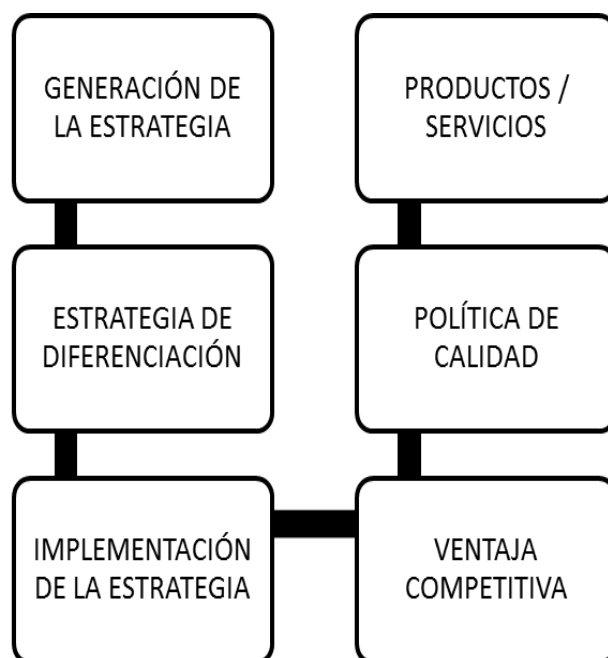 GENERACIÓN DE
LA ESTRATEGIA
ESTRATEGIA DE
DIFERENCIACIÓN
IMPLEMENTACIÓN
DE LA ESTRATEGIA
VENTAJA
COMPETITIVA
POLÍTICA DE
CALIDAD
PRODUCTOS /
SERVICIOS